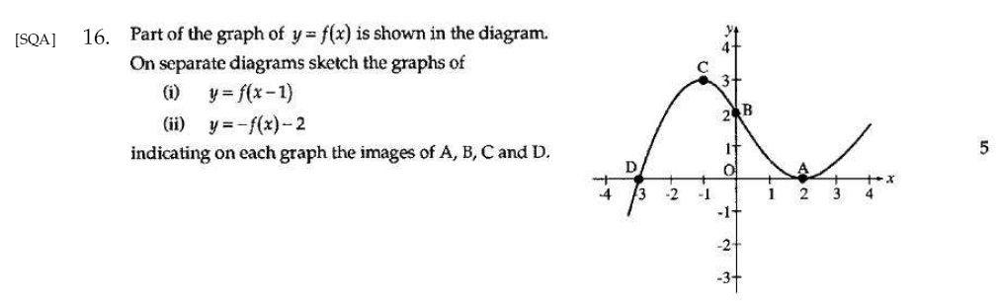 [SQA] 16. Part of the graph of y = f(x) is shown in the diagram.
On separate diagrams sketch the graphs of
(i) y = f(x – 1)
(ii) y = –f(x) – 2
indicating on each graph the images of A, B, C and D.
5
y
4
C
3
2 B
1
D O A x
-4 -3 -2 -1 1 2 3 4
-1
-2
-3